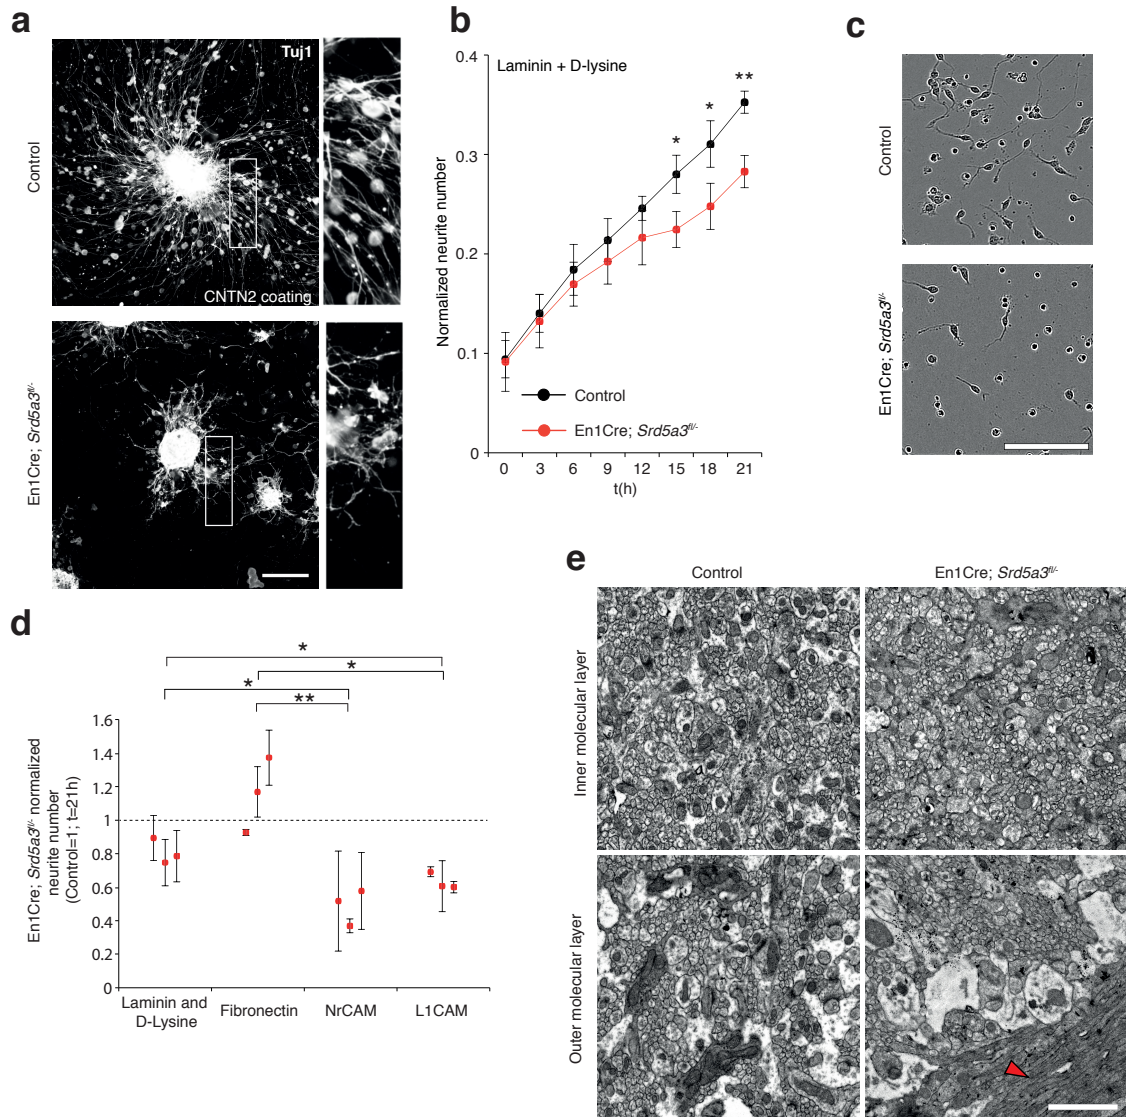 a
Tuj1
Control
CNTN2 coating
En1Cre; Srd5a3fl/-
b
Laminin + D-lysine
Normalized neurite number
0.4
0.3
0.2
0.1
0
*
*
**
Control
En1Cre; Srd5a3fl/-
0 3 6 9 12 15 18 21
t(h)
c
Control
En1Cre; Srd5a3fl/-
d
*
*
*
**
En1Cre; Srd5a3fl/- normalized
neurite number
(Control=1; t=21h)
1.6
1.4
1.2
1
0.8
0.6
0.4
0.2
0
Laminin and
D-Lysine
Fibronectin
NrCAM
L1CAM
e
Control
En1Cre; Srd5a3fl/-
Inner molecular layer
Outer molecular layer